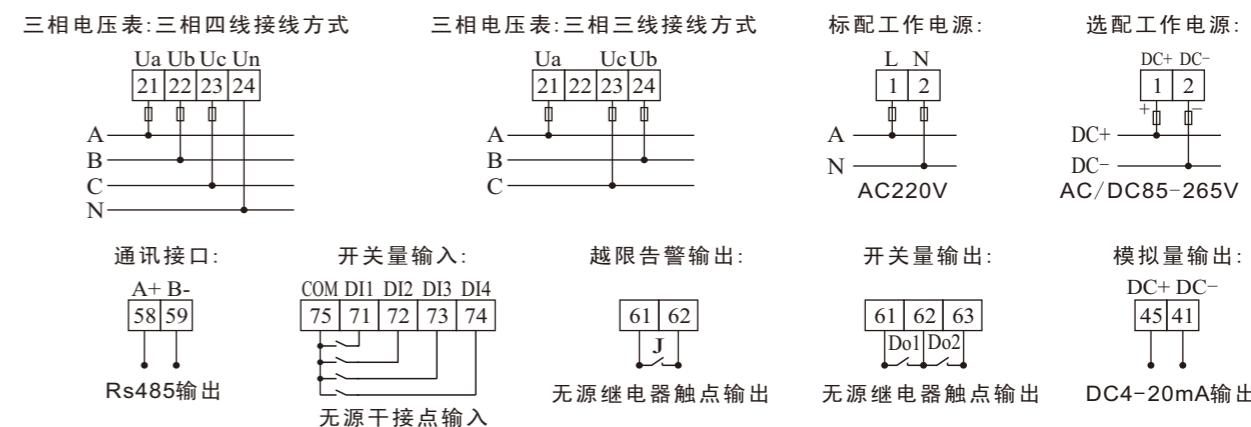 三相电压表:三相四线接线方式
Ua Ub Uc Un
21 22 23 24
A
B
C
N
三相电压表:三相三线接线方式
Ua Uc Ub
21 22 23 24
A
B
C
标配工作电源:
L N
1 2
A
N
AC220V
选配工作电源:
DC+ DC-
1 2
+ -
DC+
DC-
AC/DC85-265V
通讯接口:
A+ B-
58 59
Rs485输出
开关量输入:
COM DI1 DI2 DI3 DI4
75 71 72 73 74
无源干接点输入
越限告警输出:
61 62
J
无源继电器触点输出
开关量输出:
61 62 63
Do1 Do2
无源继电器触点输出
模拟量输出:
DC+ DC-
45 41
DC4-20mA输出